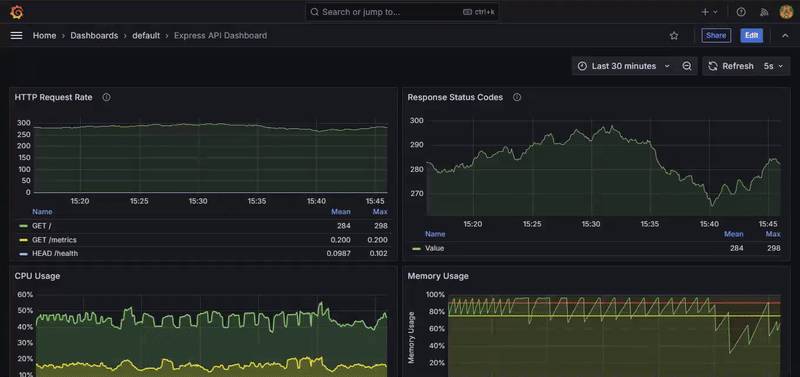 Search or jump to... ctrl+k
Home › Dashboards › default › Express API Dashboard Share Edit
Last 30 minutes Refresh 5s
HTTP Request Rate
300
250
200
150
100
50
0
15:20 15:25 15:30 15:35 15:40 15:45
Name Mean Max
GET / 284 298
GET /metrics 0.200 0.200
HEAD /health 0.0987 0.102
Response Status Codes
300
290
280
270
15:20 15:25 15:30 15:35 15:40 15:45
Name Mean Max
Value 284 298
CPU Usage
60%
50%
40%
30%
20%
10%
Memory Usage
Memory Usage
100%
80%
60%
40%
20%